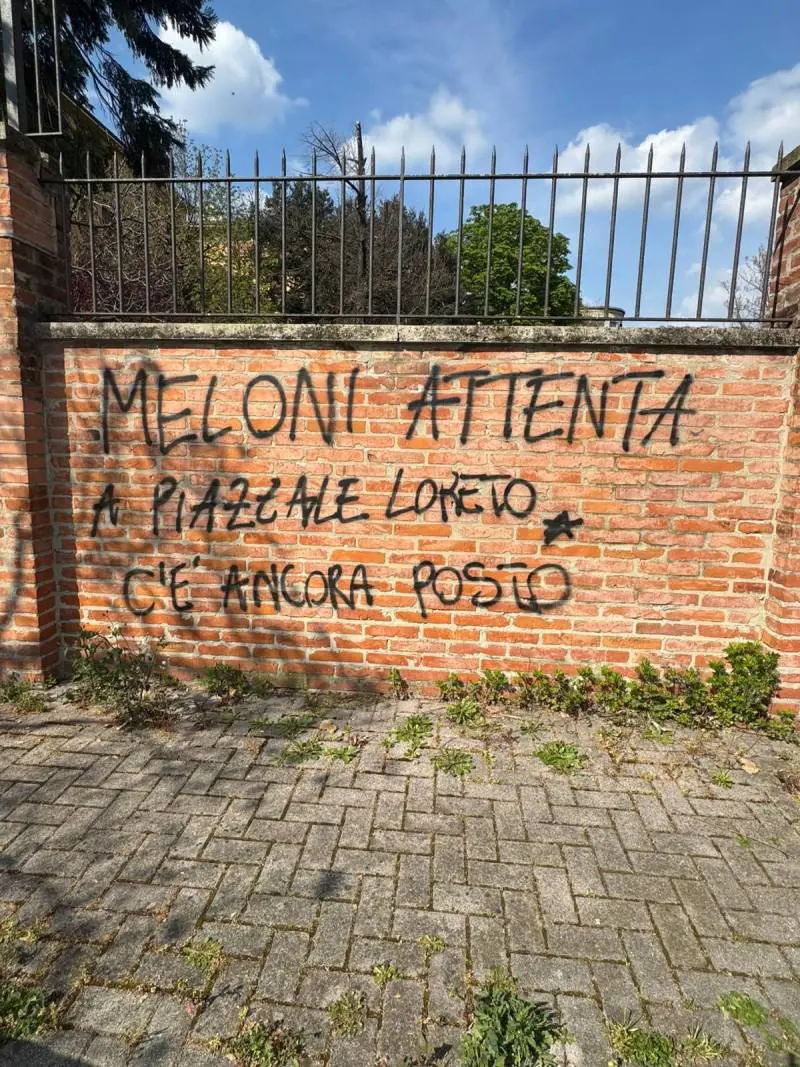 MELONI ATTENTA
A PIAZZALE LORETO
C'È ANCORA POSTO